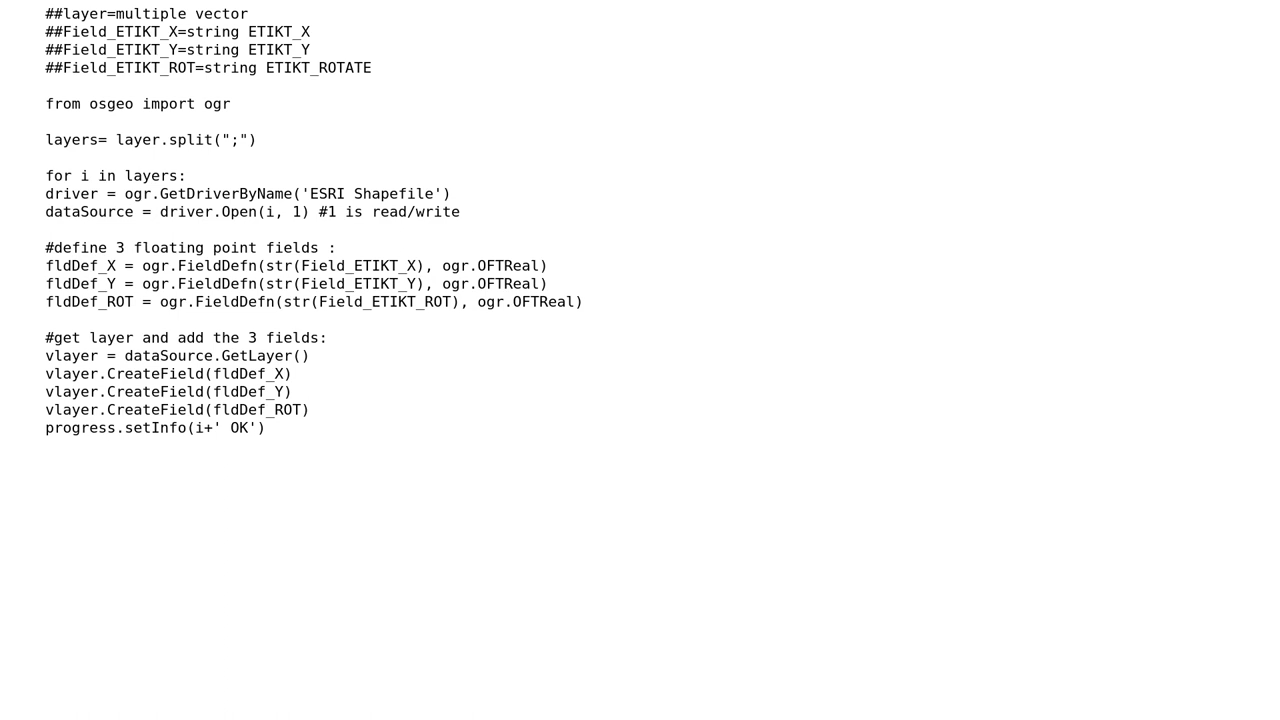 ##layer=multiple vector
##Field_ETIKT_X=string ETIKT_X
##Field_ETIKT_Y=string ETIKT_Y
##Field_ETIKT_ROT=string ETIKT_ROTATE

from osgeo import ogr

layers= layer.split(";")

for i in layers:
driver = ogr.GetDriverByName('ESRI Shapefile')
dataSource = driver.Open(i, 1) #1 is read/write

#define 3 floating point fields :
fldDef_X = ogr.FieldDefn(str(Field_ETIKT_X), ogr.OFTReal)
fldDef_Y = ogr.FieldDefn(str(Field_ETIKT_Y), ogr.OFTReal)
fldDef_ROT = ogr.FieldDefn(str(Field_ETIKT_ROT), ogr.OFTReal)

#get layer and add the 3 fields:
vlayer = dataSource.GetLayer()
vlayer.CreateField(fldDef_X)
vlayer.CreateField(fldDef_Y)
vlayer.CreateField(fldDef_ROT)
progress.setInfo(i+' OK')